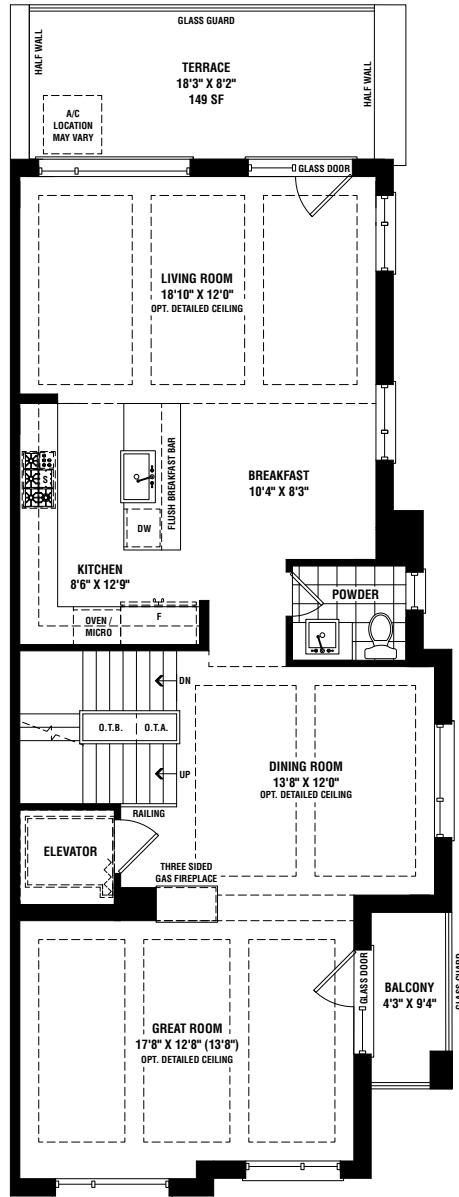 GLASS GUARD
HALF WALL
TERRACE
18'3" X 8'2"
149 SF
HALF WALL
A/C
LOCATION
MAY VARY
GLASS DOOR
LIVING ROOM
18'10" X 12'0"
OPT. DETAILED CEILING
FLUSH BREAKFAST BAR
BREAKFAST
10'4" X 8'3"
S
DW
KITCHEN
8'6" X 12'9"
OVEN /
MICRO
F
POWDER
DN
O.T.B.
O.T.A.
UP
DINING ROOM
13'8" X 12'0"
OPT. DETAILED CEILING
RAILING
ELEVATOR
THREE SIDED
GAS FIREPLACE
GLASS DOOR
BALCONY
4'3" X 9'4"
GLASS GUARD
GREAT ROOM
17'8" X 12'8" (13'8")
OPT. DETAILED CEILING